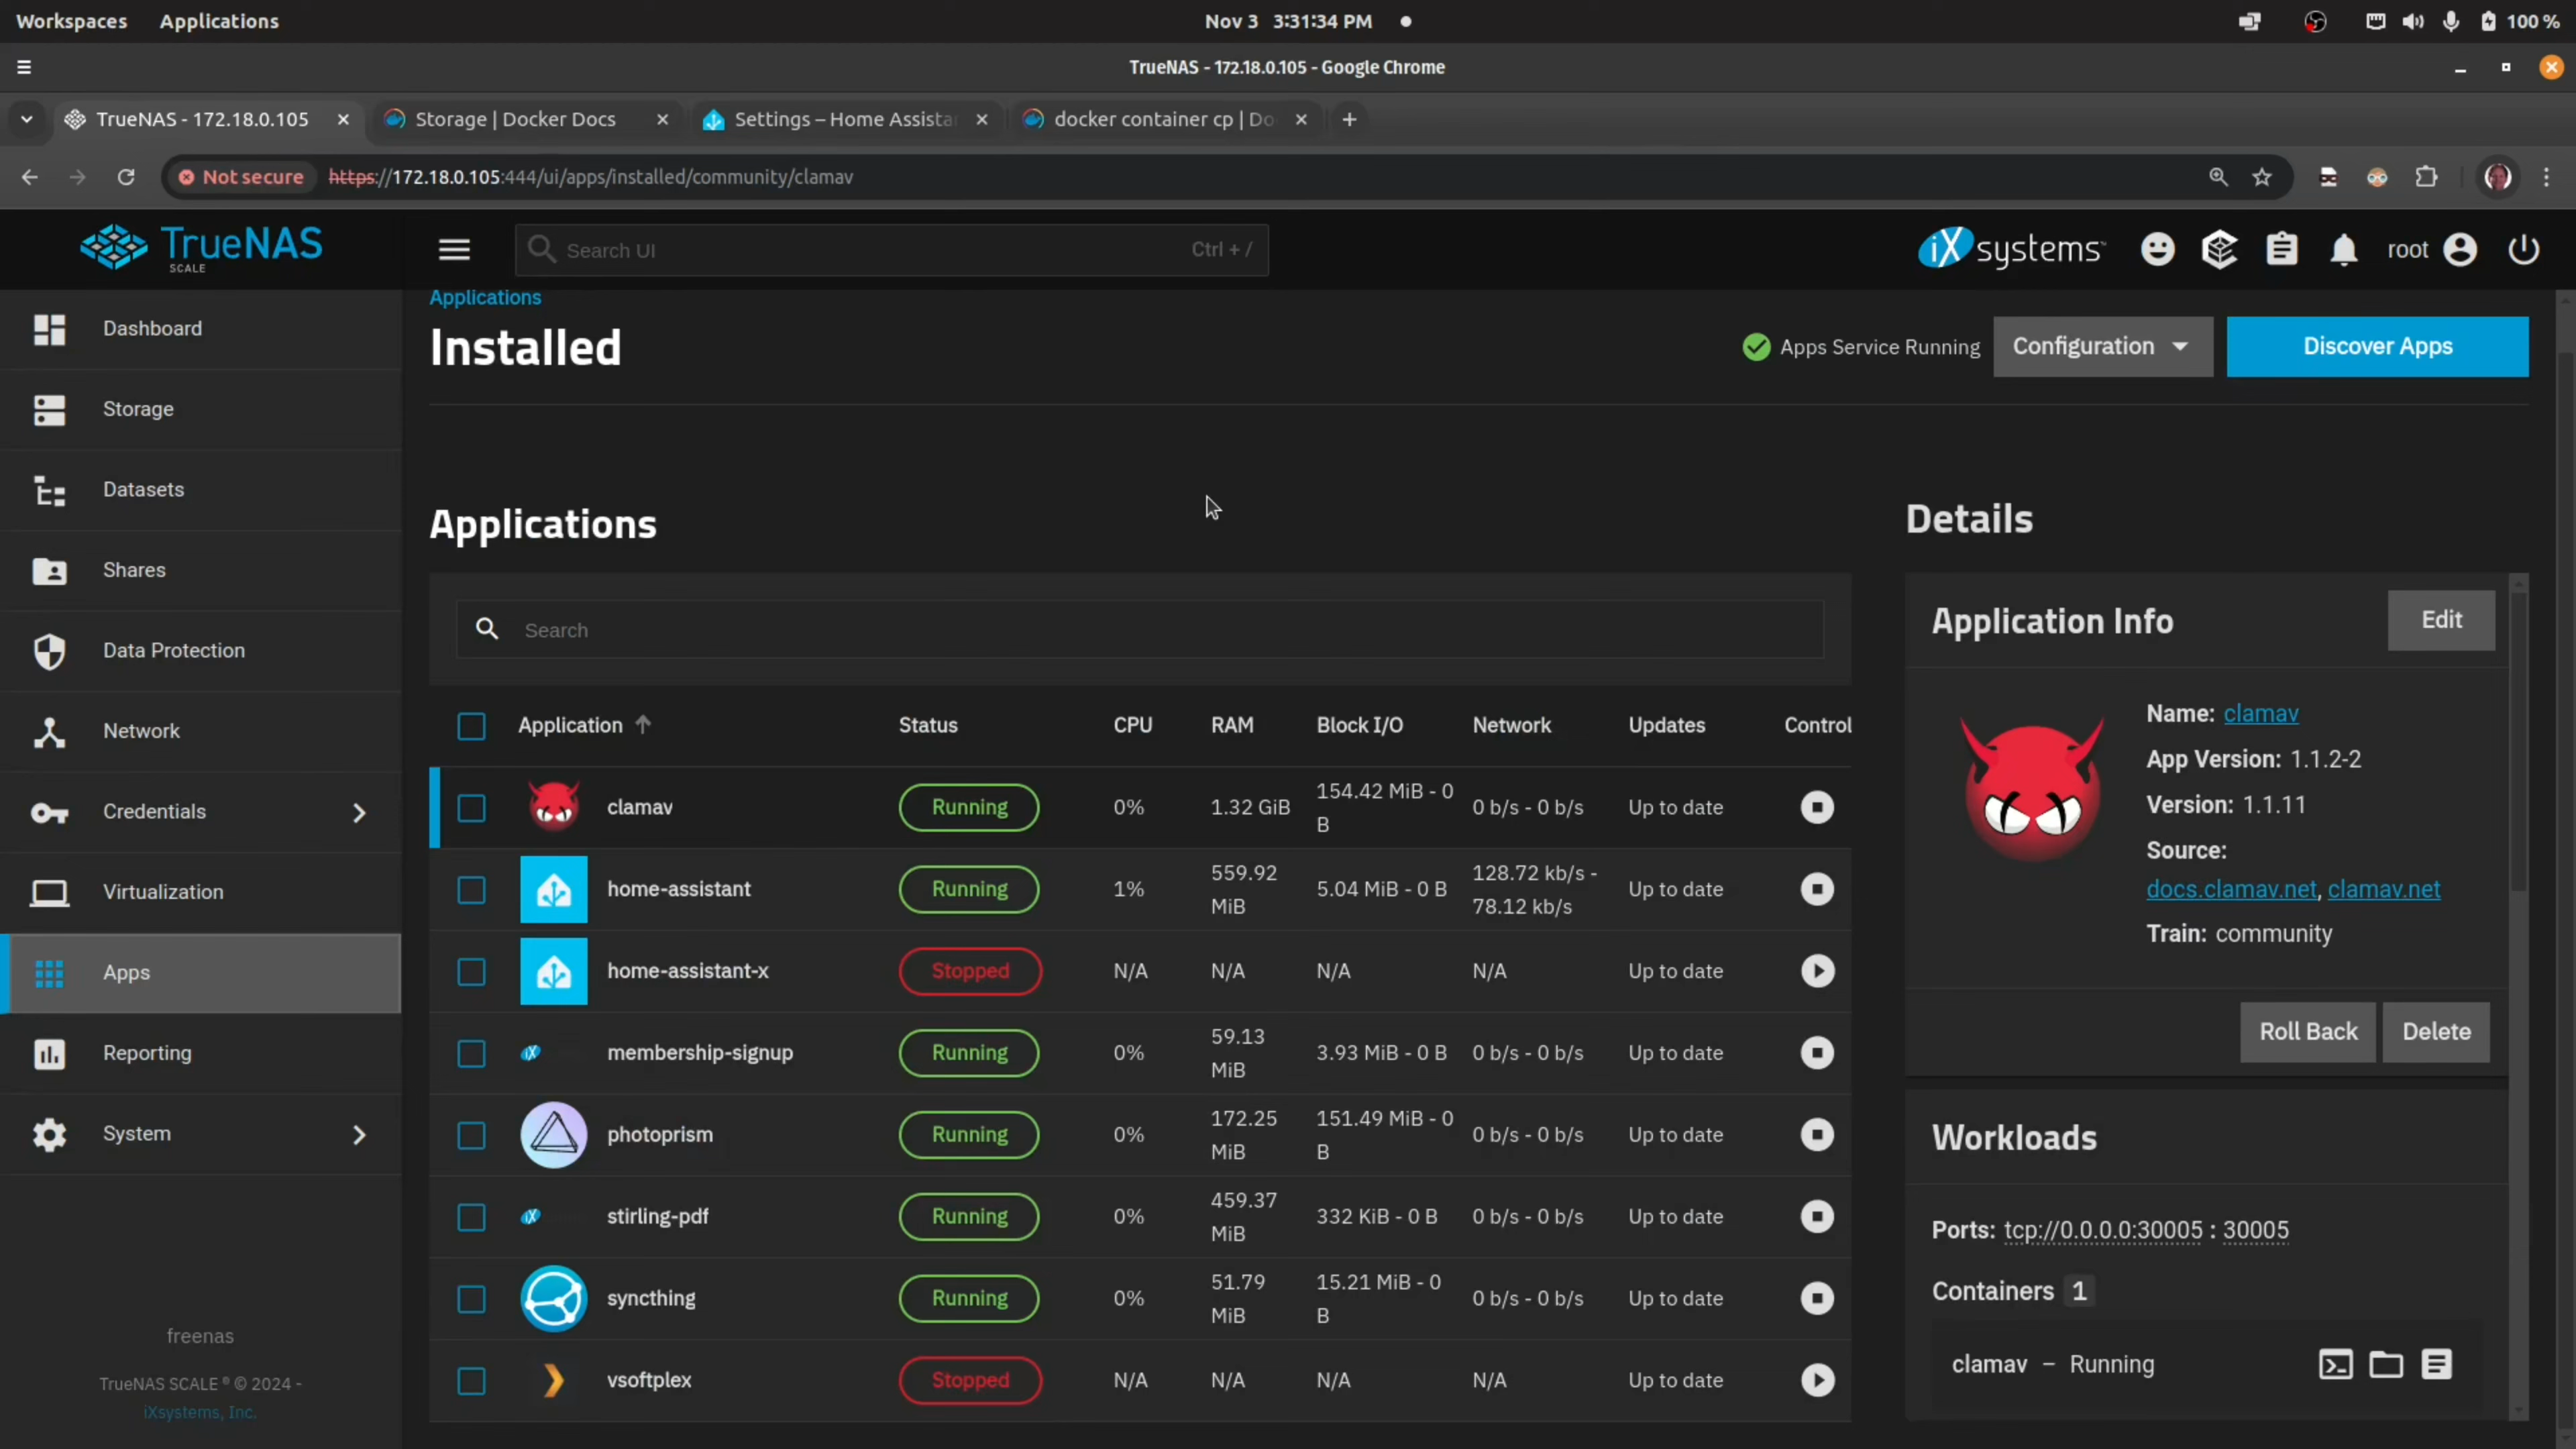 Workspaces Applications Nov 3 3:31:34 PM 100 %
TrueNAS - 172.18.0.105 - Google Chrome
TrueNAS - 172.18.0.105 Storage | Docker Docs Settings – Home Assista docker container cp | Do
Not secure https://172.18.0.105:444/ui/apps/installed/community/clamav
TrueNAS
SCALE
Search UI Ctrl + /
iXsystems
root
Dashboard
Storage
Datasets
Shares
Data Protection
Network
Credentials
Virtualization
Apps
Reporting
System
freenas
TrueNAS SCALE ® © 2024 -
iXsystems, Inc.
Applications
Installed
Apps Service Running
Configuration
Discover Apps
Applications
Search
Application Status CPU RAM Block I/O Network Updates Control
clamav Running 0% 1.32 GiB 154.42 MiB - 0 B 0 b/s - 0 b/s Up to date
home-assistant Running 1% 559.92 MiB 5.04 MiB - 0 B 128.72 kb/s - 78.12 kb/s Up to date
home-assistant-x Stopped N/A N/A N/A N/A Up to date
iX membership-signup Running 0% 59.13 MiB 3.93 MiB - 0 B 0 b/s - 0 b/s Up to date
photoprism Running 0% 172.25 MiB 151.49 MiB - 0 B 0 b/s - 0 b/s Up to date
iX stirling-pdf Running 0% 459.37 MiB 332 KiB - 0 B 0 b/s - 0 b/s Up to date
syncthing Running 0% 51.79 MiB 15.21 MiB - 0 B 0 b/s - 0 b/s Up to date
vsoftplex Stopped N/A N/A N/A N/A Up to date
Details
Application Info
Edit
Name: clamav
App Version: 1.1.2-2
Version: 1.1.11
Source:
docs.clamav.net, clamav.net
Train: community
Roll Back
Delete
Workloads
Ports: tcp://0.0.0.0:30005 : 30005
Containers 1
clamav – Running